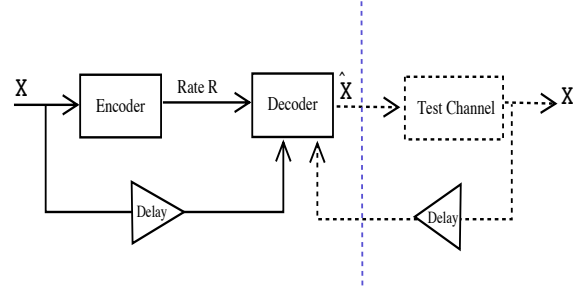 X
Encoder
Rate R
Decoder
^
X
Test Channel
X
Delay
Delay